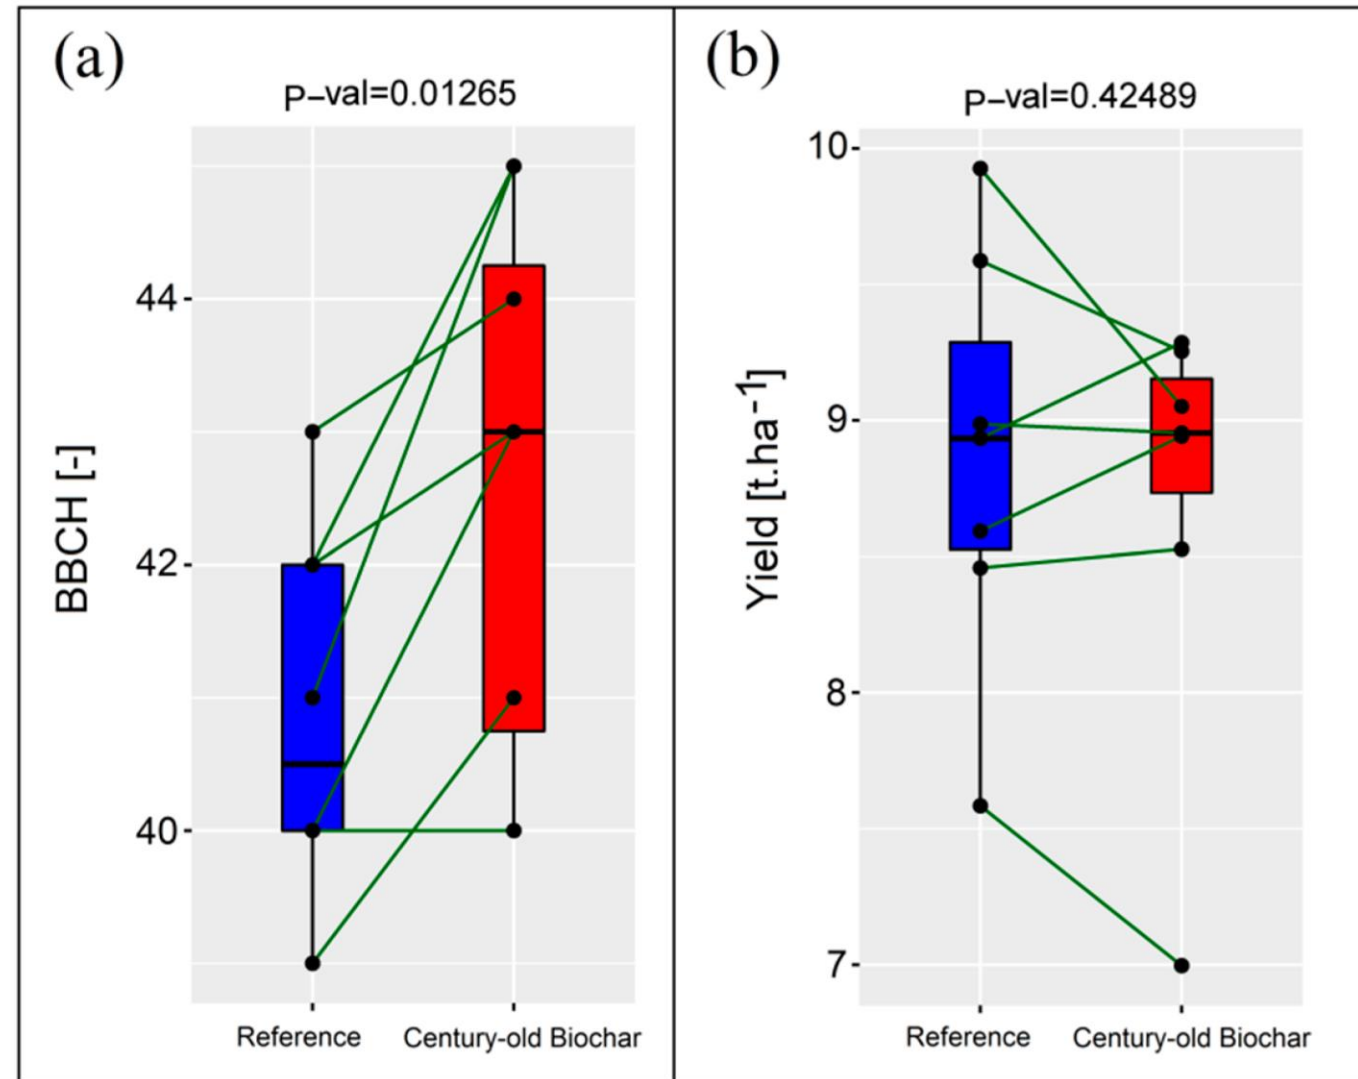 (a)
P-val=0.01265
BBCH [-]
44
42
40
Reference
Century-old Biochar
(b)
P-val=0.42489
Yield [t.ha⁻¹]
10
9
8
7
Reference
Century-old Biochar